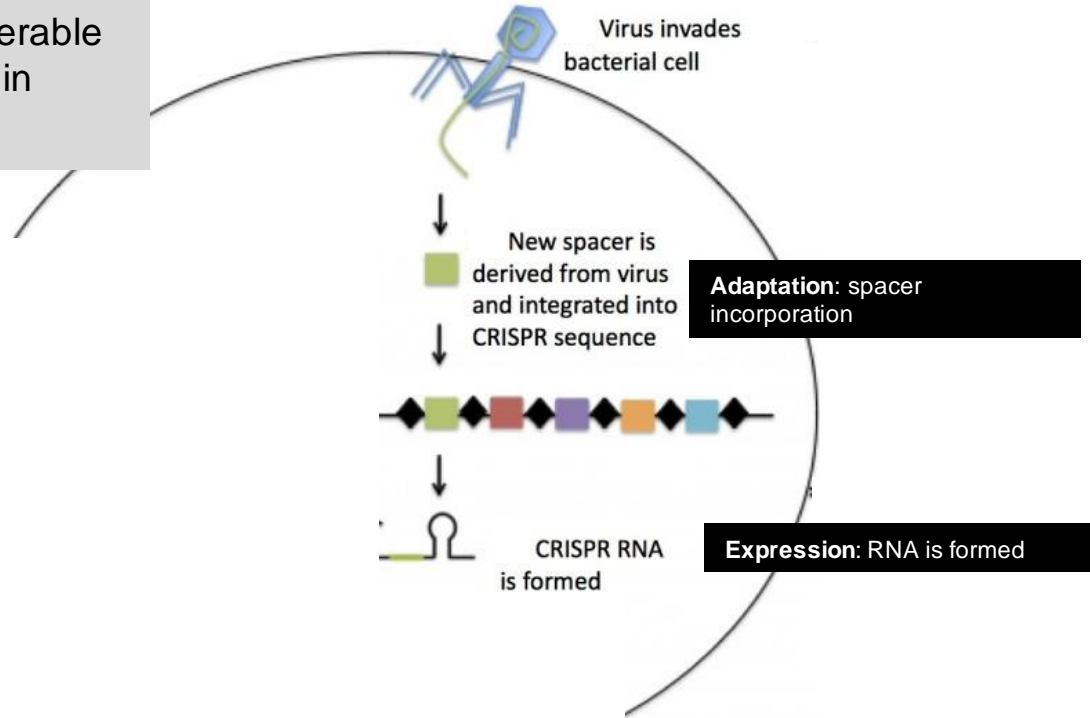 in
Virus invades
bacterial cell
New spacer is
derived from virus
and integrated into
CRISPR sequence
Adaptation: spacer
incorporation
CRISPR RNA
is formed
Expression: RNA is formed